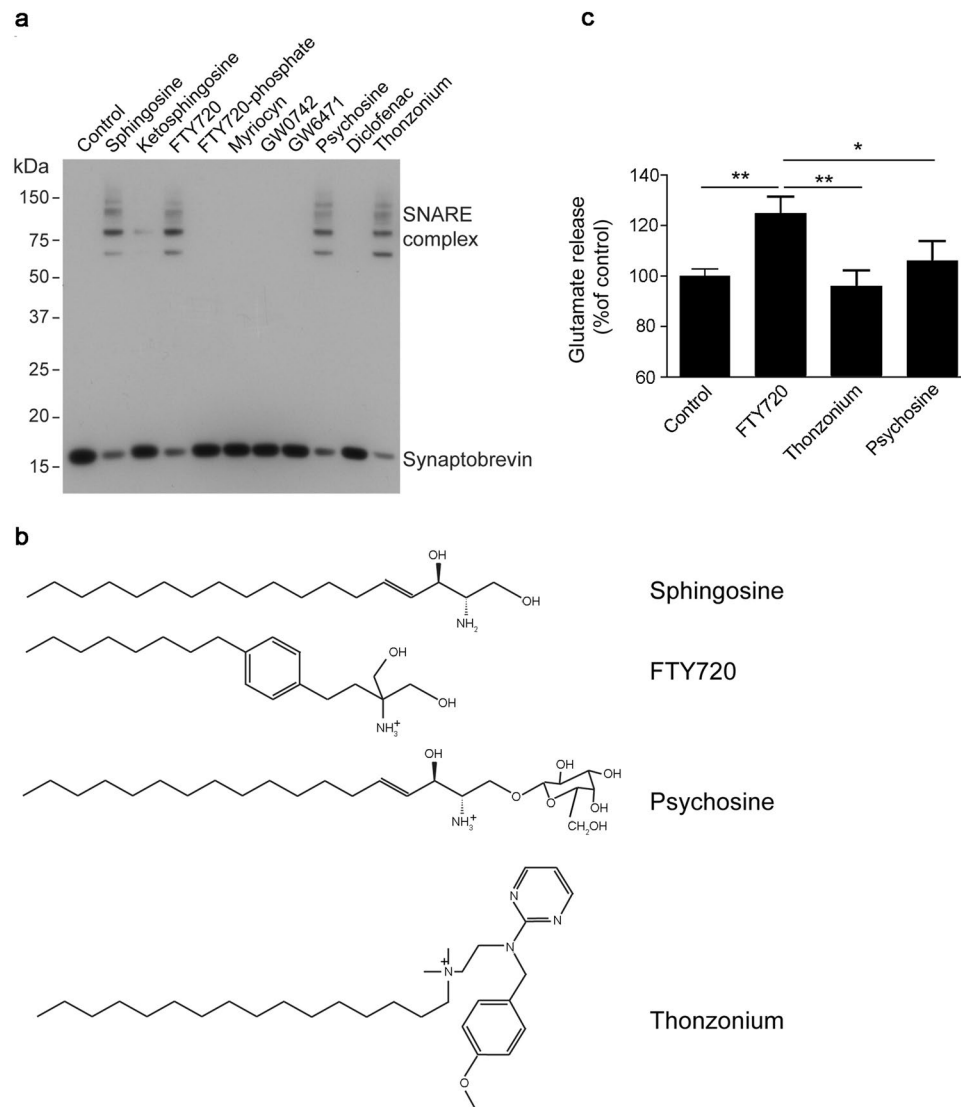 a
Control
Sphingosine
Ketosphingosine
FTY720
FTY720-phosphate
Myriocyn
GW0742
GW6471
Psychosine
Diclofenac
Thonzonium
kDa
150
75
50
37
25
20
15
SNARE
complex
Synaptobrevin
c
Glutamate release
(%of control)
140
120
100
80
60
**
**
*
Control
FTY720
Thonzonium
Psychosine
b
OH
OH
NH2
Sphingosine
OH
OH
NH3+
FTY720
OH
O
NH3+
O
OH
OH
OH
CH2OH
Psychosine
N
N
N
N+
O
Thonzonium